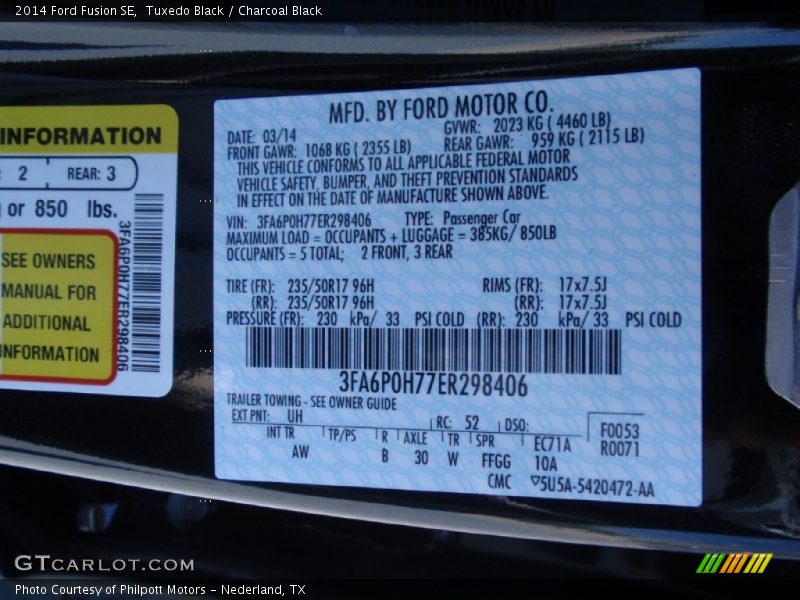 2014 Ford Fusion SE, Tuxedo Black / Charcoal Black
INFORMATION
2 REAR: 3
or 850 lbs.
SEE OWNERS
MANUAL FOR
ADDITIONAL
INFORMATION
3FA6P0H77ER298406
MFD. BY FORD MOTOR CO.
DATE: 03/14 GVWR: 2023 KG ( 4460 LB)
FRONT GAWR: 1068 KG ( 2355 LB) REAR GAWR: 959 KG ( 2115 LB)
THIS VEHICLE CONFORMS TO ALL APPLICABLE FEDERAL MOTOR
VEHICLE SAFETY, BUMPER, AND THEFT PREVENTION STANDARDS
IN EFFECT ON THE DATE OF MANUFACTURE SHOWN ABOVE.
VIN: 3FA6P0H77ER298406 TYPE: Passenger Car
MAXIMUM LOAD = OCCUPANTS + LUGGAGE = 385KG/ 850LB
OCCUPANTS = 5 TOTAL; 2 FRONT, 3 REAR
TIRE (FR): 235/50R17 96H RIMS (FR): 17x7.5J
(RR): 235/50R17 96H (RR): 17x7.5J
PRESSURE (FR): 230 kPa/ 33 PSI COLD (RR): 230 kPa/ 33 PSI COLD
3FA6P0H77ER298406
TRAILER TOWING - SEE OWNER GUIDE
EXT PNT: UH RC: 52 DSO: F0053
INT TR TP/PS R AXLE TR SPR EC71A R0071
AW B 30 W FFGG 10A
CMC ▽5U5A-5420472-AA
GTCARLOT.COM
Photo Courtesy of Philpott Motors - Nederland, TX